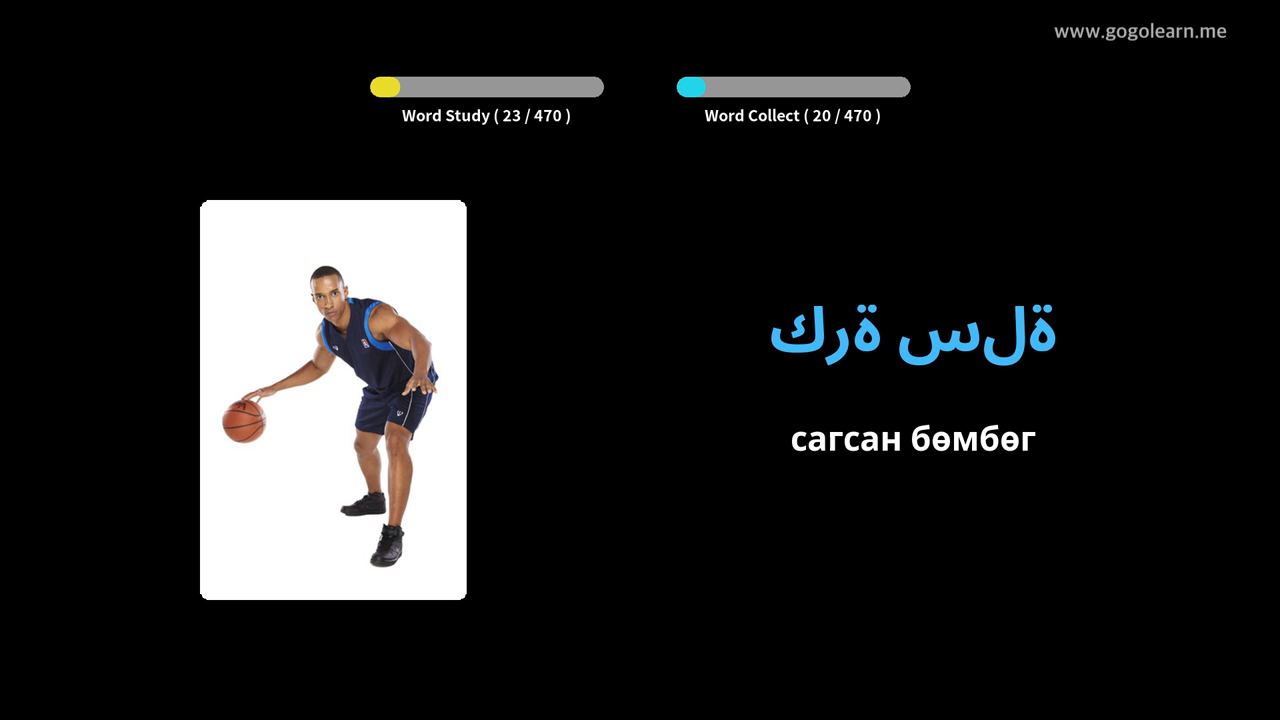 www.gogolearn.me
Word Study ( 23 / 470 )
Word Collect ( 20 / 470 )
كرة سلة
сагсан бөмбөг